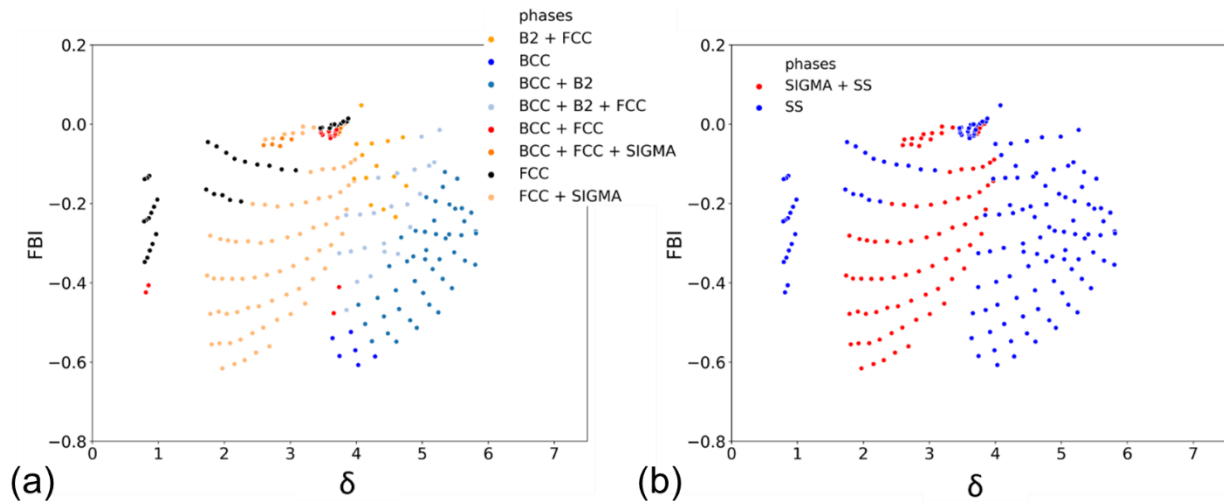 phases
B2 + FCC
BCC
BCC + B2
BCC + B2 + FCC
BCC + FCC
BCC + FCC + SIGMA
FCC
FCC + SIGMA
0.2
0.0
−0.2
−0.4
−0.6
−0.8
FBI
0 1 2 3 4 5 6 7
δ
(a)
phases
SIGMA + SS
SS
0.2
0.0
−0.2
−0.4
−0.6
−0.8
FBI
0 1 2 3 4 5 6 7
δ
(b)